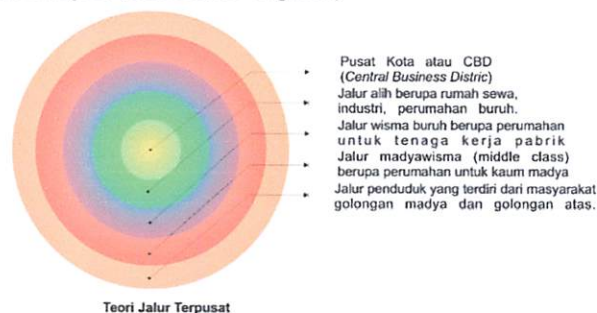 Pusat Kota atau CBD
(Central Business Distric)
Jalur alih berupa rumah sewa,
industri, perumahan buruh.
Jalur wisma buruh berupa perumahan
untuk tenaga kerja pabrik
Jalur madyawisma (middle class)
berupa perumahan untuk kaum madya
Jalur penduduk yang terdiri dari masyarakat
golongan madya dan golongan atas.
Teori Jalur Terpusat